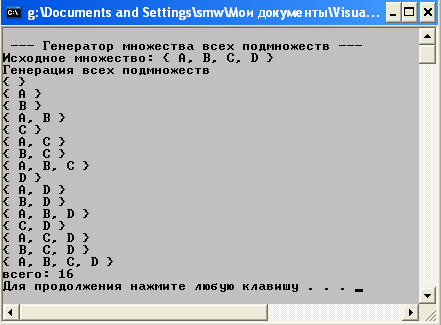 g:\Documents and Settings\smw\Мои документы\Visua...
--- Генератор множества всех подмножеств ---
Исходное множество: { A, B, C, D }
Генерация всех подмножеств
{ }
{ A }
{ B }
{ A, B }
{ C }
{ A, C }
{ B, C }
{ A, B, C }
{ D }
{ A, D }
{ B, D }
{ A, B, D }
{ C, D }
{ A, C, D }
{ B, C, D }
{ A, B, C, D }
всего: 16
Для продолжения нажмите любую клавишу . . . _